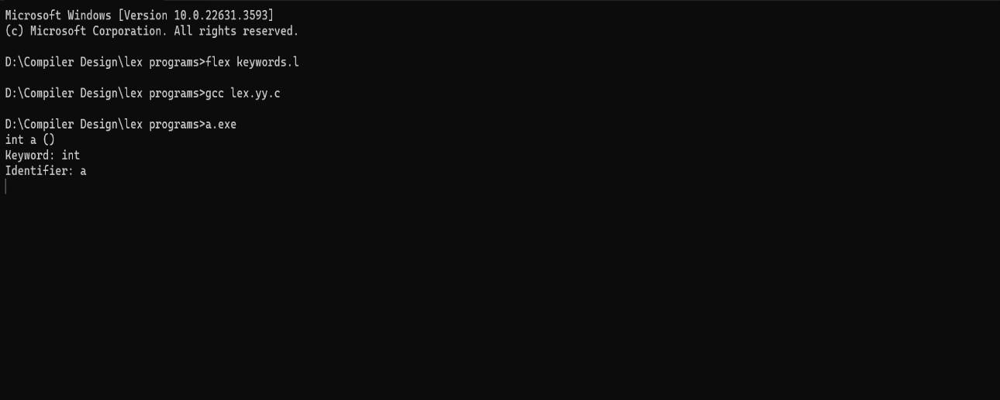 Microsoft Windows [Version 10.0.22631.3593]
(c) Microsoft Corporation. All rights reserved.
D:\Compiler Design\lex programs>flex keywords.l
D:\Compiler Design\lex programs>gcc lex.yy.c
D:\Compiler Design\lex programs>a.exe
int a ()
Keyword: int
Identifier: a